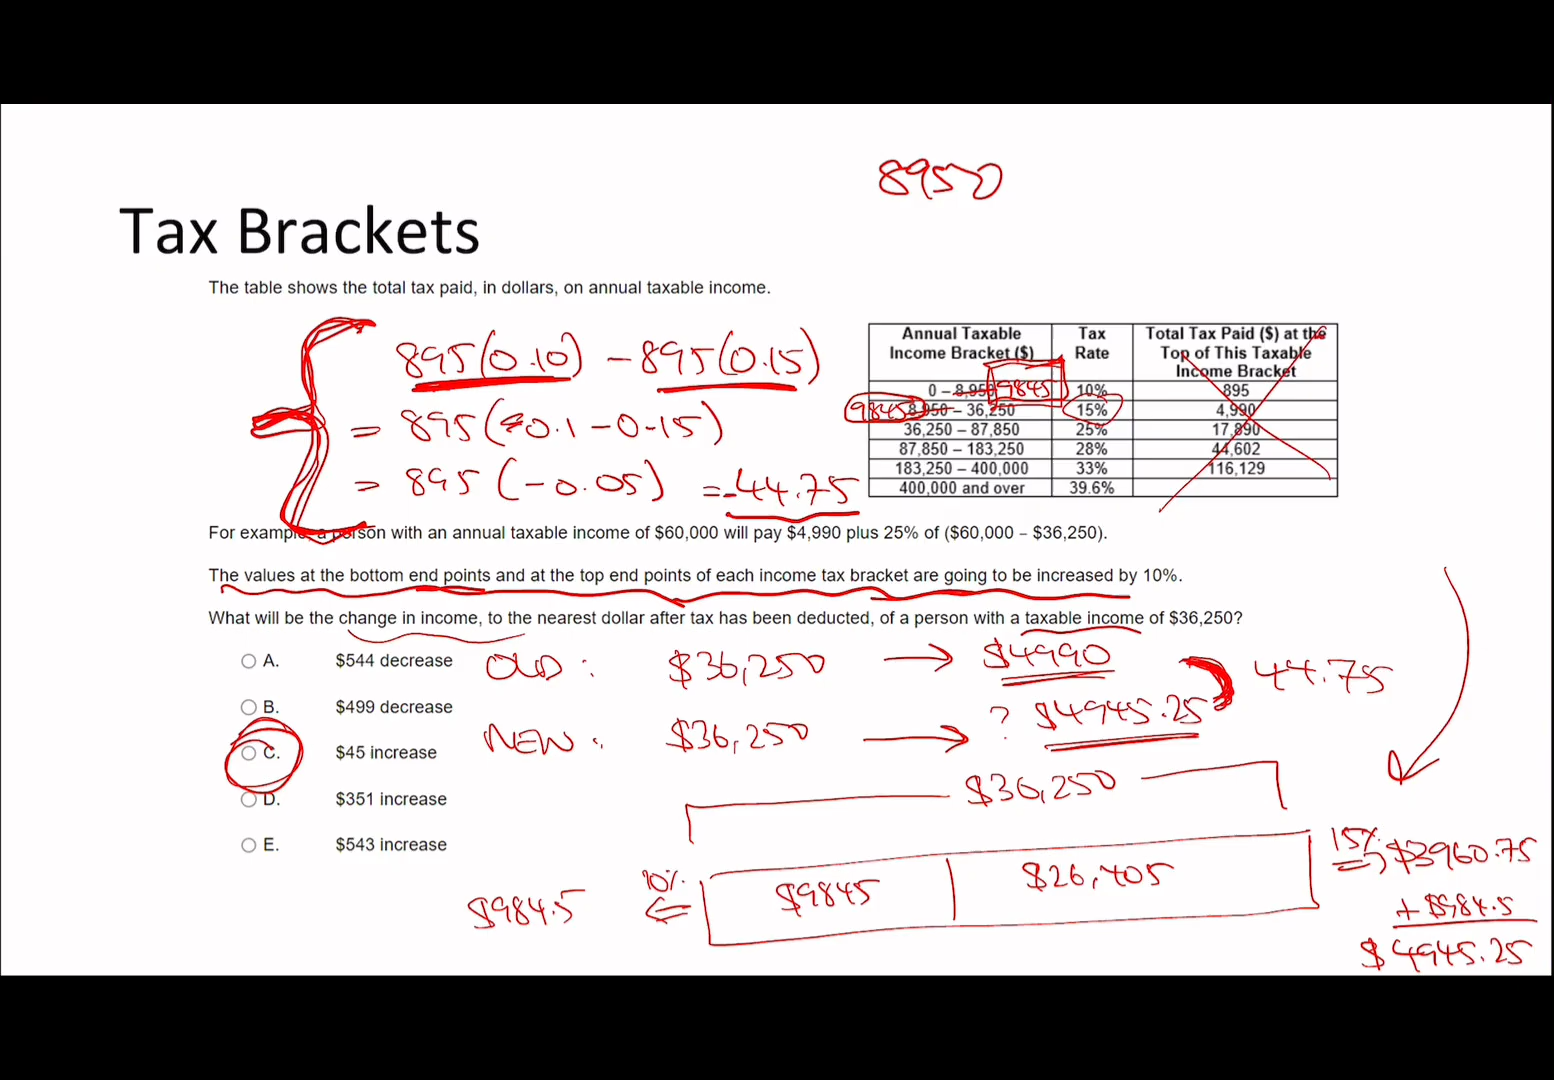 8950
Tax Brackets
The table shows the total tax paid, in dollars, on annual taxable income.
895(0.10) - 895(0.15)
= 895(0.1-0.15)
= 895(-0.05) = -44.75
Annual Taxable Income Bracket ($) Tax Rate Total Tax Paid ($) at the Top of This Taxable Income Bracket
0 – 8,950 9845 10% 895
9845 8,950 – 36,250 15% 4,990
36,250 – 87,850 25% 17,890
87,850 – 183,250 28% 44,602
183,250 – 400,000 33% 116,129
400,000 and over 39.6%
For example a person with an annual taxable income of $60,000 will pay $4,990 plus 25% of ($60,000 – $36,250).
The values at the bottom end points and at the top end points of each income tax bracket are going to be increased by 10%.
What will be the change in income, to the nearest dollar after tax has been deducted, of a person with a taxable income of $36,250?
A. $544 decrease
B. $499 decrease
C. $45 increase
D. $351 increase
E. $543 increase
OLD: $36,250 → $4990
44.75
NEW: $36,250 → ? $4945.25
$36,250
10% $9845 $26,405 15%
$984.5
$3960.75
+ $984.5
$4945.25